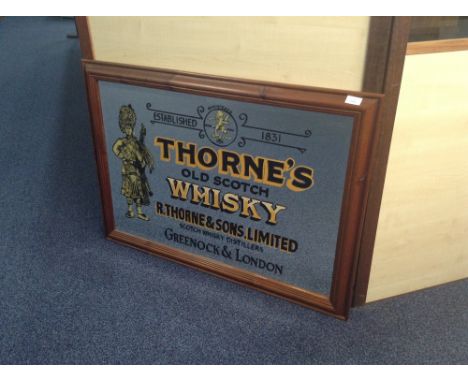 ESTABLISHED 1831
THORNE'S
OLD SCOTCH
WHISKY
R. THORNE & SONS, LIMITED
SCOTCH WHISKY DISTILLERS
GREENOCK & LONDON